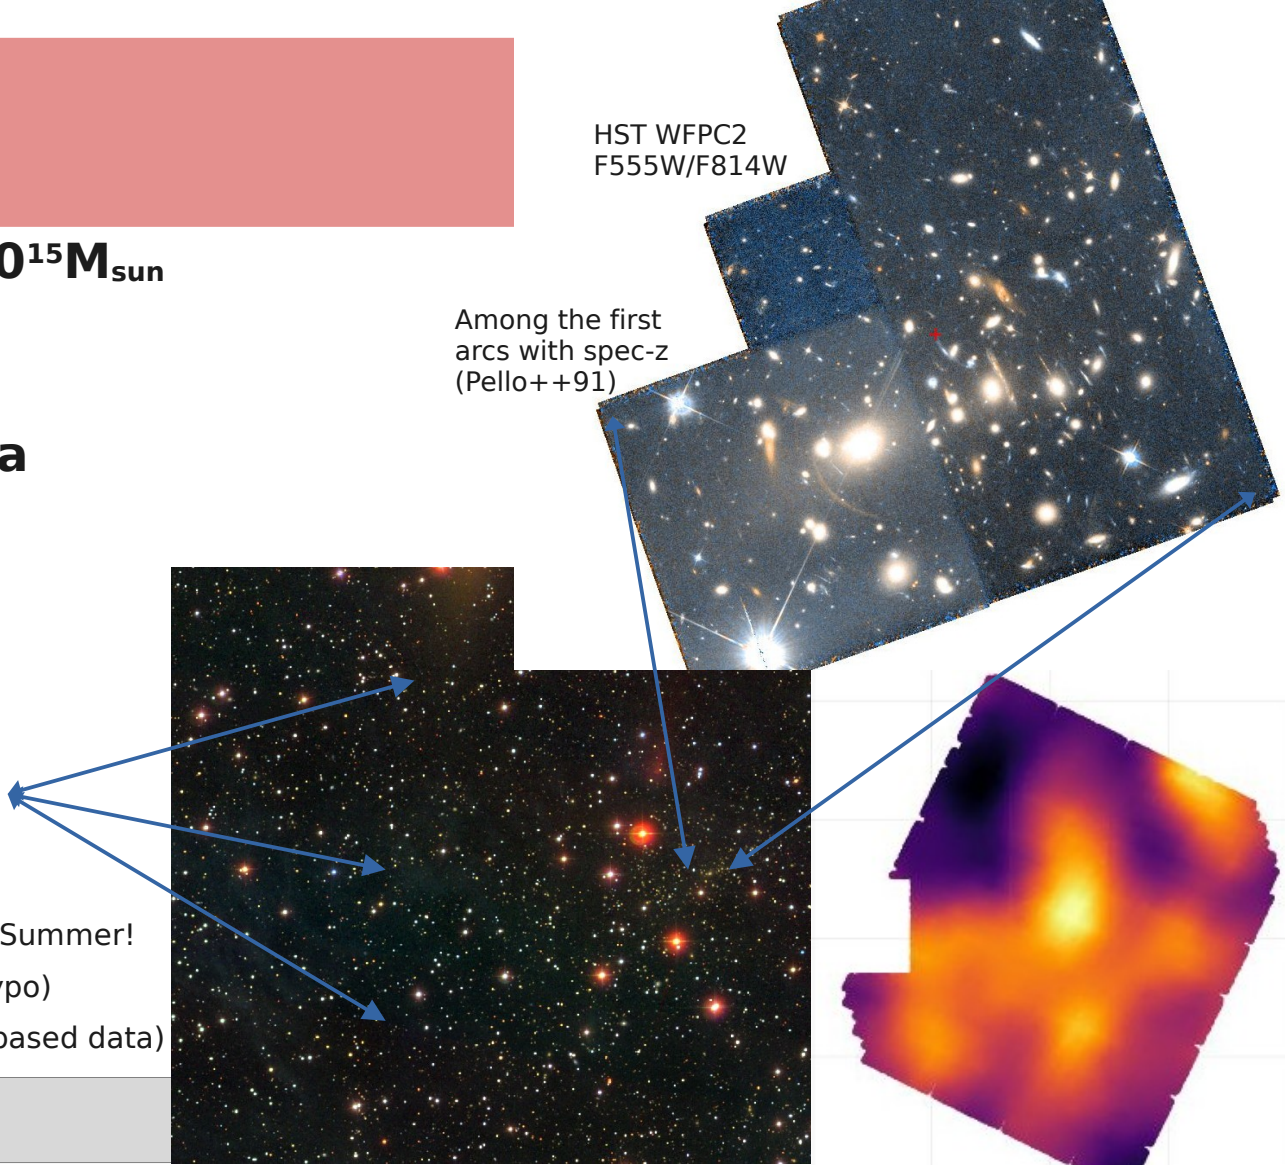 HST WFPC2
F555W/F814W
0¹⁵Mₛᵤₙ
Among the first
arcs with spec-z
(Pello++91)
a
Summer!
ypo)
based data)